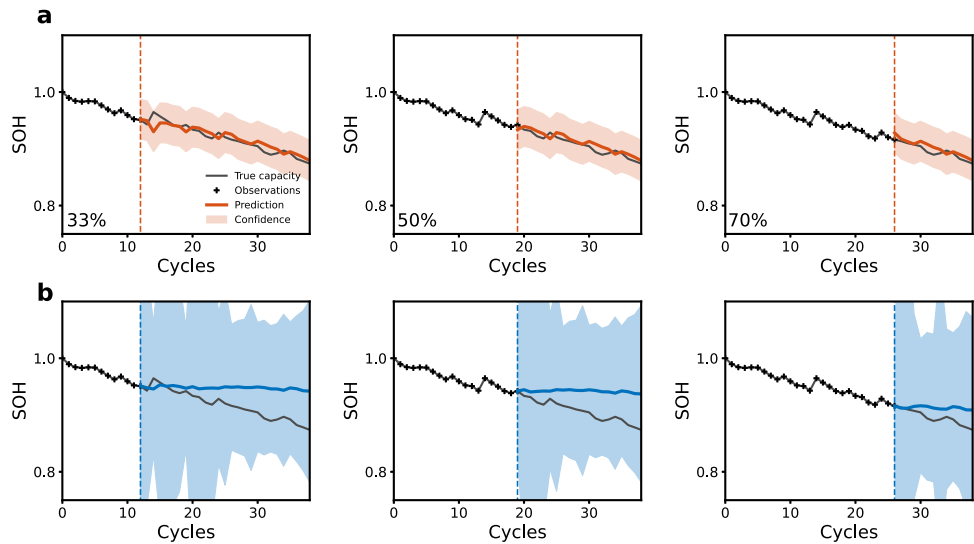 a
1.0
0.8
SOH
33%
True capacity
Observations
Prediction
Confidence
0 10 20 30
Cycles
1.0
0.8
SOH
50%
0 10 20 30
Cycles
1.0
0.8
SOH
70%
0 10 20 30
Cycles
b
1.0
0.8
SOH
0 10 20 30
Cycles
1.0
0.8
SOH
0 10 20 30
Cycles
1.0
0.8
SOH
0 10 20 30
Cycles